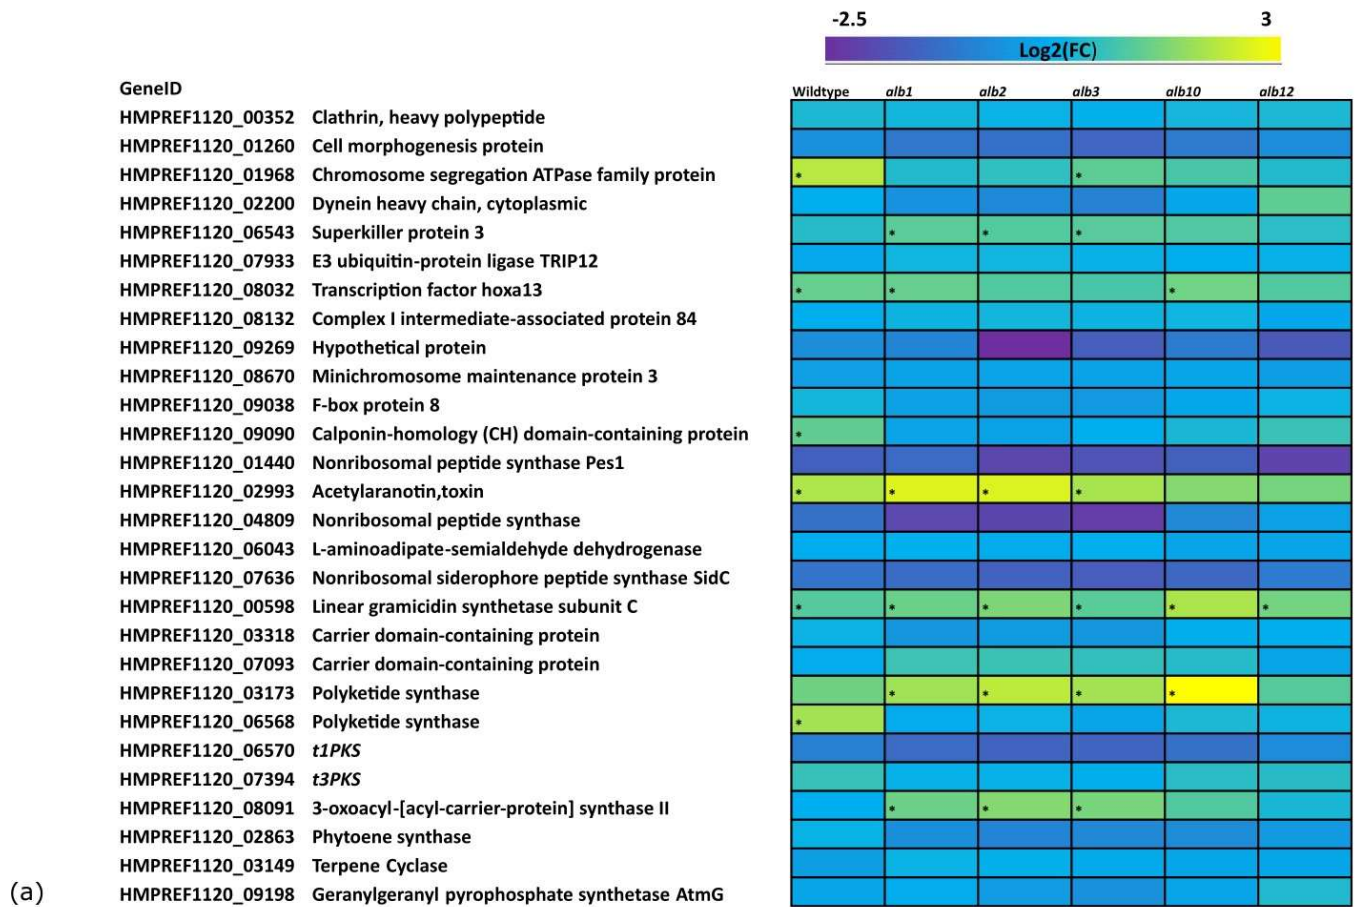 -2.5 3
Log2(FC)
GeneID Wildtype alb1 alb2 alb3 alb10 alb12
HMPREF1120_00352 Clathrin, heavy polypeptide
HMPREF1120_01260 Cell morphogenesis protein
HMPREF1120_01968 Chromosome segregation ATPase family protein * *
HMPREF1120_02200 Dynein heavy chain, cytoplasmic
HMPREF1120_06543 Superkiller protein 3 * * *
HMPREF1120_07933 E3 ubiquitin-protein ligase TRIP12
HMPREF1120_08032 Transcription factor hoxa13 * * *
HMPREF1120_08132 Complex I intermediate-associated protein 84
HMPREF1120_09269 Hypothetical protein
HMPREF1120_08670 Minichromosome maintenance protein 3
HMPREF1120_09038 F-box protein 8
HMPREF1120_09090 Calponin-homology (CH) domain-containing protein *
HMPREF1120_01440 Nonribosomal peptide synthase Pes1
HMPREF1120_02993 Acetylaranotin,toxin * * * *
HMPREF1120_04809 Nonribosomal peptide synthase
HMPREF1120_06043 L-aminoadipate-semialdehyde dehydrogenase
HMPREF1120_07636 Nonribosomal siderophore peptide synthase SidC
HMPREF1120_00598 Linear gramicidin synthetase subunit C * * * * * *
HMPREF1120_03318 Carrier domain-containing protein
HMPREF1120_07093 Carrier domain-containing protein
HMPREF1120_03173 Polyketide synthase * * * *
HMPREF1120_06568 Polyketide synthase *
HMPREF1120_06570 t1PKS
HMPREF1120_07394 t3PKS
HMPREF1120_08091 3-oxoacyl-[acyl-carrier-protein] synthase II * * *
HMPREF1120_02863 Phytoene synthase
HMPREF1120_03149 Terpene Cyclase
(a) HMPREF1120_09198 Geranylgeranyl pyrophosphate synthetase AtmG